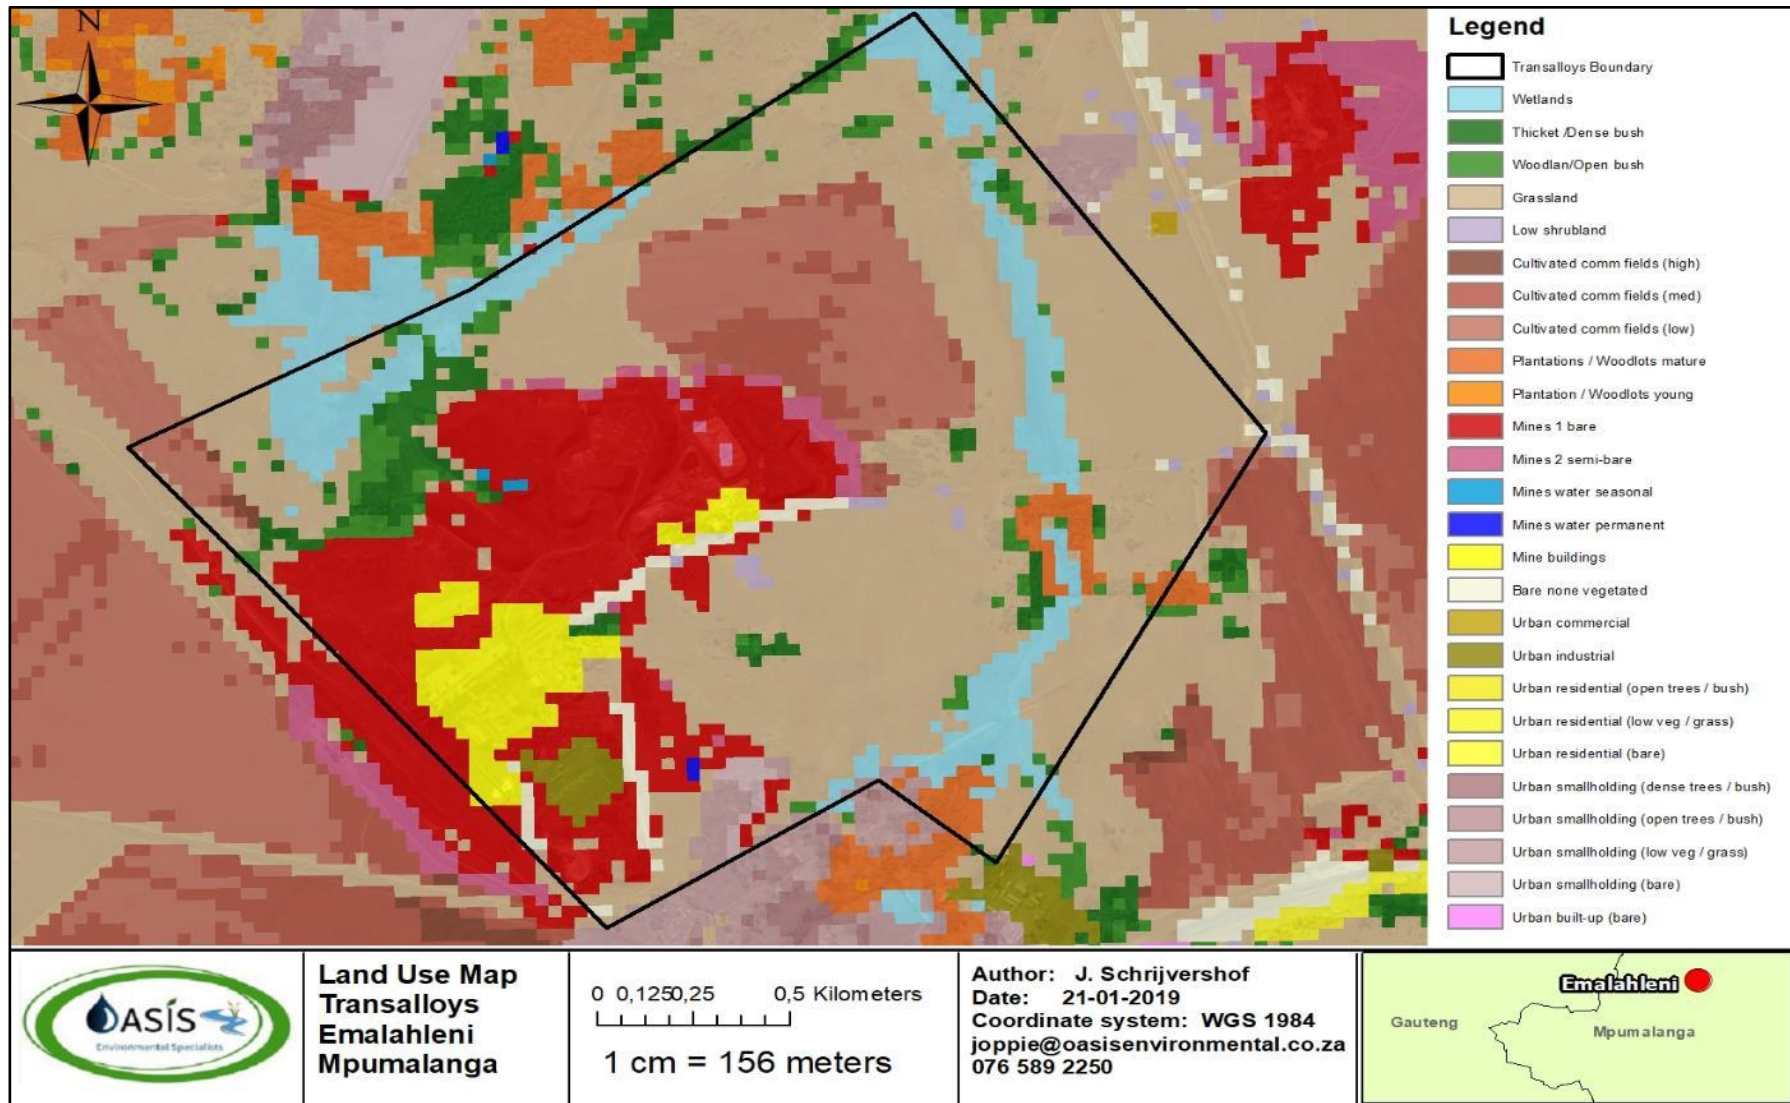 N
Legend
Transalloys Boundary
Wetlands
Thicket /Dense bush
Woodlan/Open bush
Grassland
Low shrubland
Cultivated comm fields (high)
Cultivated comm fields (med)
Cultivated comm fields (low)
Plantations / Woodlots mature
Plantation / Woodlots young
Mines 1 bare
Mines 2 semi-bare
Mines water seasonal
Mines water permanent
Mine buildings
Bare none vegetated
Urban commercial
Urban industrial
Urban residential (open trees / bush)
Urban residential (low veg / grass)
Urban residential (bare)
Urban smallholding (dense trees / bush)
Urban smallholding (open trees / bush)
Urban smallholding (low veg / grass)
Urban smallholding (bare)
Urban built-up (bare)
OASIS
Environmental Specialists
Land Use Map
Transalloys
Emalahleni
Mpumalanga
0 0,1250,25 0,5 Kilometers
1 cm = 156 meters
Author: J. Schrijvershof
Date: 21-01-2019
Coordinate system: WGS 1984
joppie@oasisenvironmental.co.za
076 589 2250
Emalahleni
Gauteng
Mpumalanga